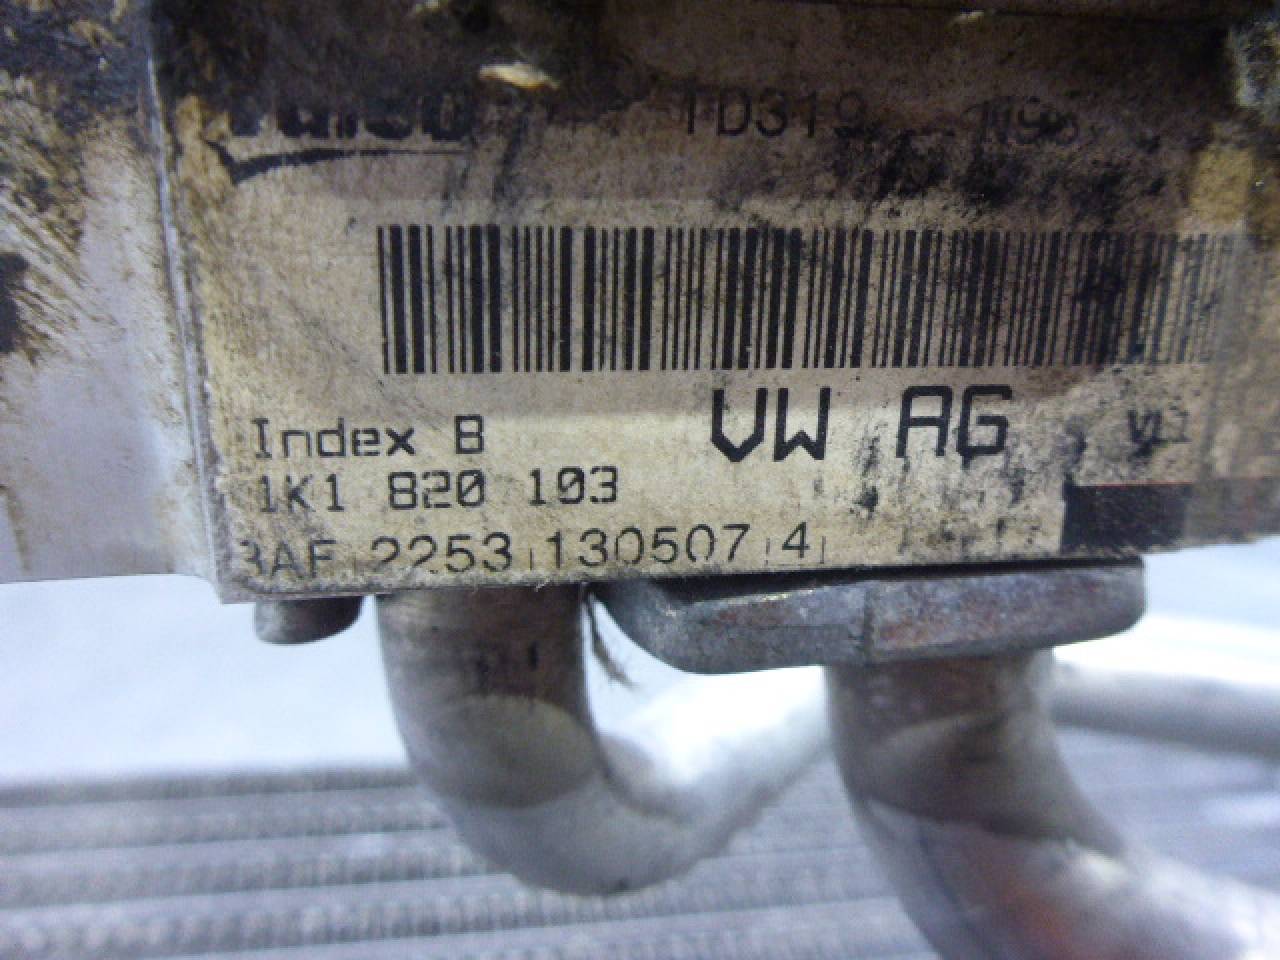 TD319
Index B VW AG
1K1 820 103
2253 130507 4